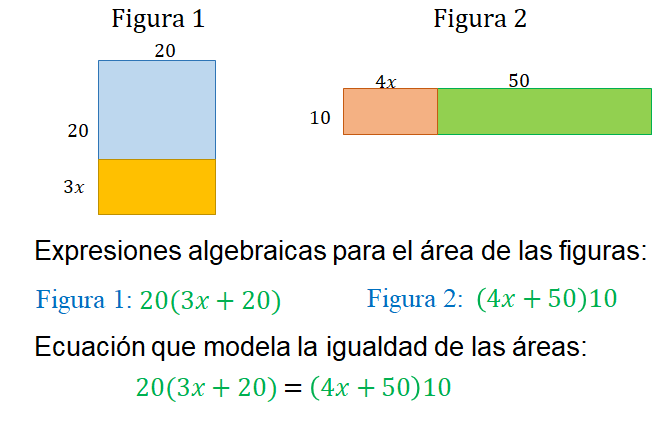 Figura 1
Figura 2
20
20
3x
4x
50
10
Expresiones algebraicas para el área de las figuras:
Figura 1: 20(3x + 20)
Figura 2: (4x + 50)10
Ecuación que modela la igualdad de las áreas:
20(3x + 20) = (4x + 50)10